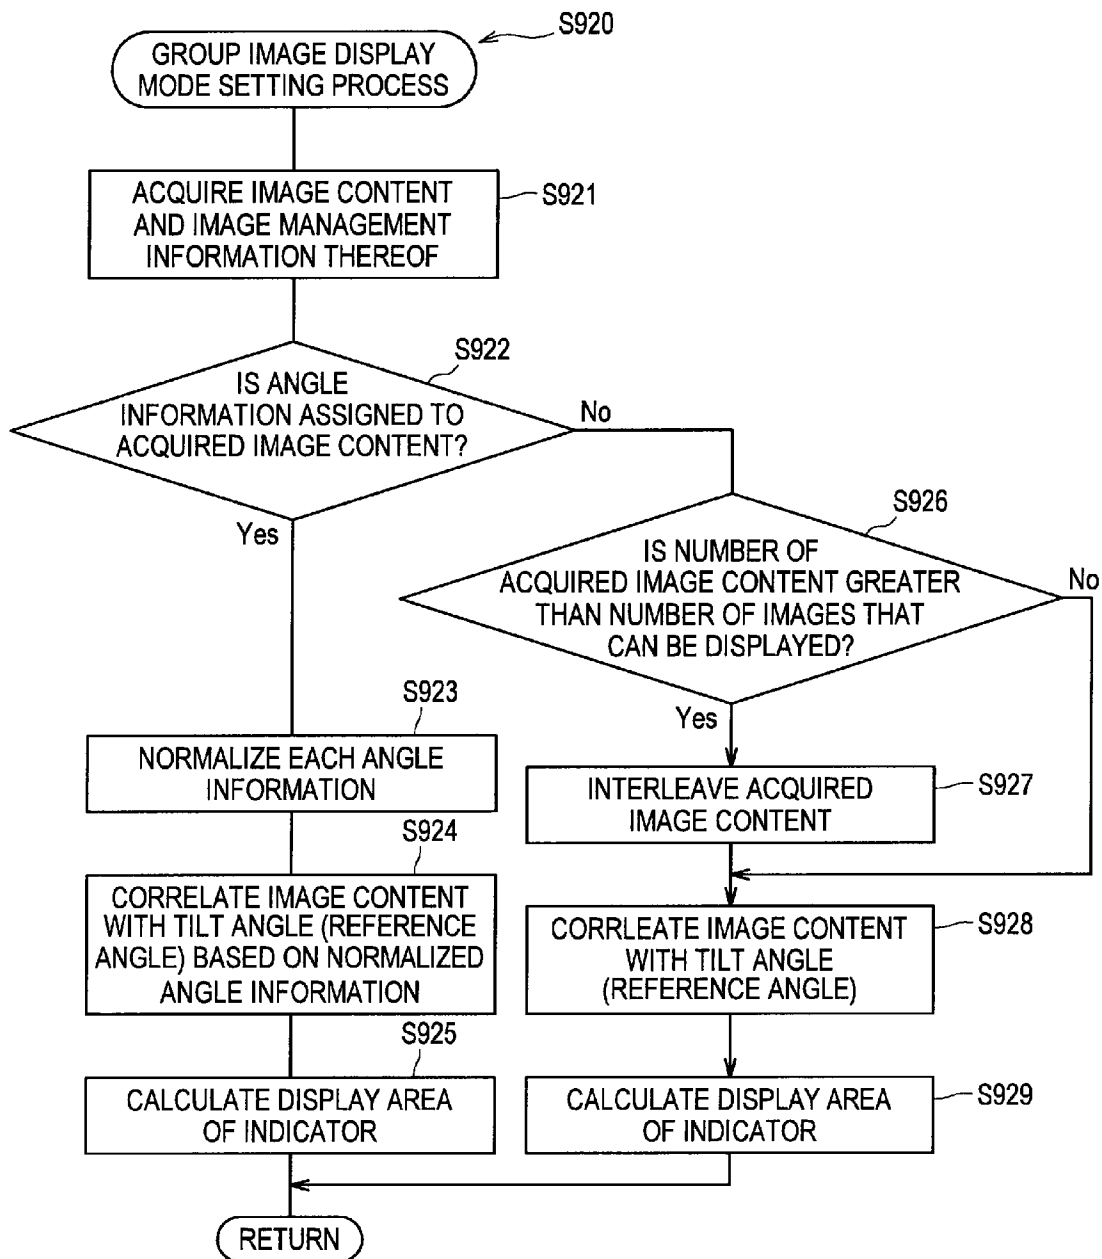 S920
GROUP IMAGE DISPLAY
MODE SETTING PROCESS
ACQUIRE IMAGE CONTENT
AND IMAGE MANAGEMENT
INFORMATION THEREOF
S921
S922
IS ANGLE
INFORMATION ASSIGNED TO
ACQUIRED IMAGE CONTENT?
No
Yes
S926
IS NUMBER OF
ACQUIRED IMAGE CONTENT GREATER
THAN NUMBER OF IMAGES THAT
CAN BE DISPLAYED?
No
Yes
S923
NORMALIZE EACH ANGLE
INFORMATION
S927
INTERLEAVE ACQUIRED
IMAGE CONTENT
S924
CORRELATE IMAGE CONTENT
WITH TILT ANGLE (REFERENCE
ANGLE) BASED ON NORMALIZED
ANGLE INFORMATION
S928
CORRLEATE IMAGE CONTENT
WITH TILT ANGLE
(REFERENCE ANGLE)
S925
CALCULATE DISPLAY AREA
OF INDICATOR
S929
CALCULATE DISPLAY AREA
OF INDICATOR
RETURN